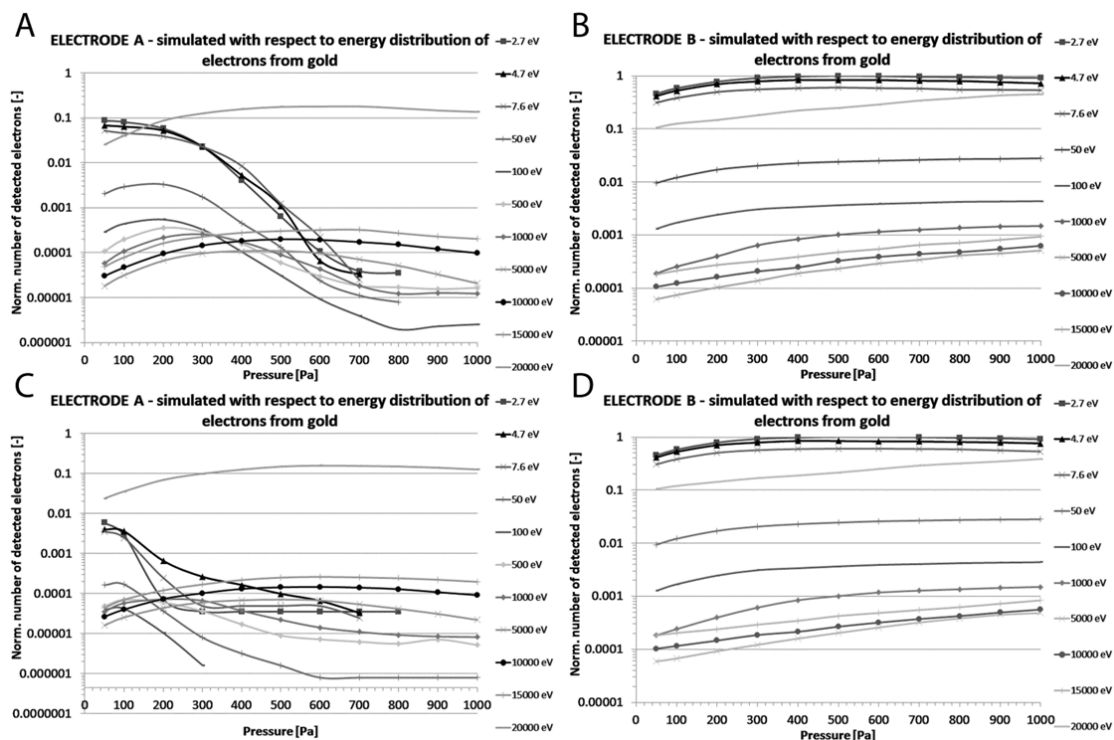 A
ELECTRODE A - simulated with respect to energy distribution of
electrons from gold
Norm. number of detected electrons [-]
1
0.1
0.01
0.001
0.0001
0.00001
0.000001
0 100 200 300 400 500 600 700 800 900 1000
Pressure [Pa]
2.7 eV
4.7 eV
7.6 eV
50 eV
100 eV
500 eV
1000 eV
5000 eV
10000 eV
15000 eV
20000 eV
B
ELECTRODE B - simulated with respect to energy distribution of
electrons from gold
Norm. number of detected electrons [-]
1
0.1
0.01
0.001
0.0001
0.00001
0 100 200 300 400 500 600 700 800 900 1000
Pressure [Pa]
2.7 eV
4.7 eV
7.6 eV
50 eV
100 eV
1000 eV
5000 eV
10000 eV
15000 eV
20000 eV
C
ELECTRODE A - simulated with respect to energy distribution of
electrons from gold
Norm. number of detected electrons [-]
1
0.1
0.01
0.001
0.0001
0.00001
0.000001
0.0000001
0 100 200 300 400 500 600 700 800 900 1000
Pressure [Pa]
2.7 eV
4.7 eV
7.6 eV
50 eV
100 eV
500 eV
1000 eV
5000 eV
10000 eV
15000 eV
20000 eV
D
ELECTRODE B - simulated with respect to energy distribution of
electrons from gold
Norm. number of detected electrons [-]
1
0.1
0.01
0.001
0.0001
0.00001
0 100 200 300 400 500 600 700 800 900 1000
Pressure [Pa]
2.7 eV
4.7 eV
7.6 eV
50 eV
100 eV
1000 eV
5000 eV
10000 eV
15000 eV
20000 eV